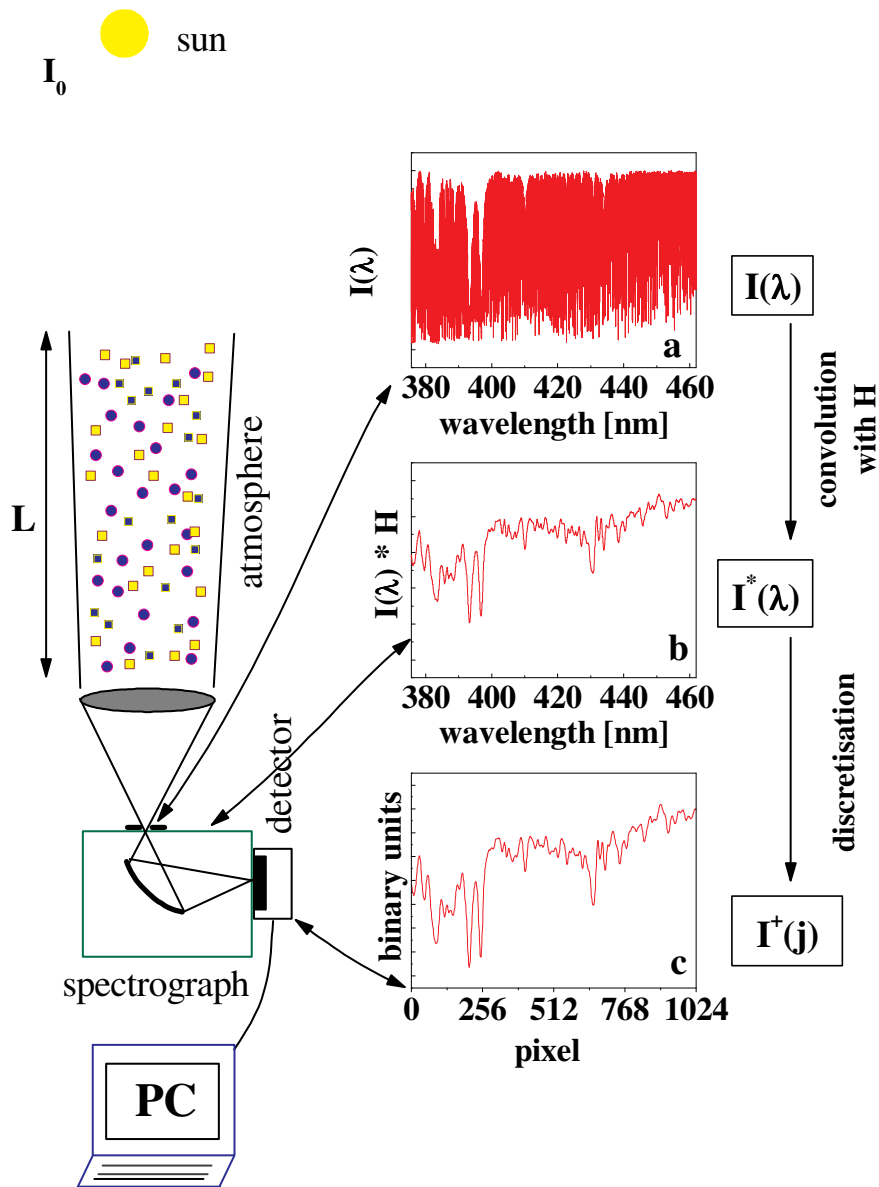 sun
I₀
L
atmosphere
detector
spectrograph
PC
I(λ)
a
380 400 420 440 460
wavelength [nm]
I(λ) * H
b
380 400 420 440 460
wavelength [nm]
binary units
c
0 256 512 768 1024
pixel
I(λ)
convolution
with H
I*(λ)
discretisation
I⁺(j)